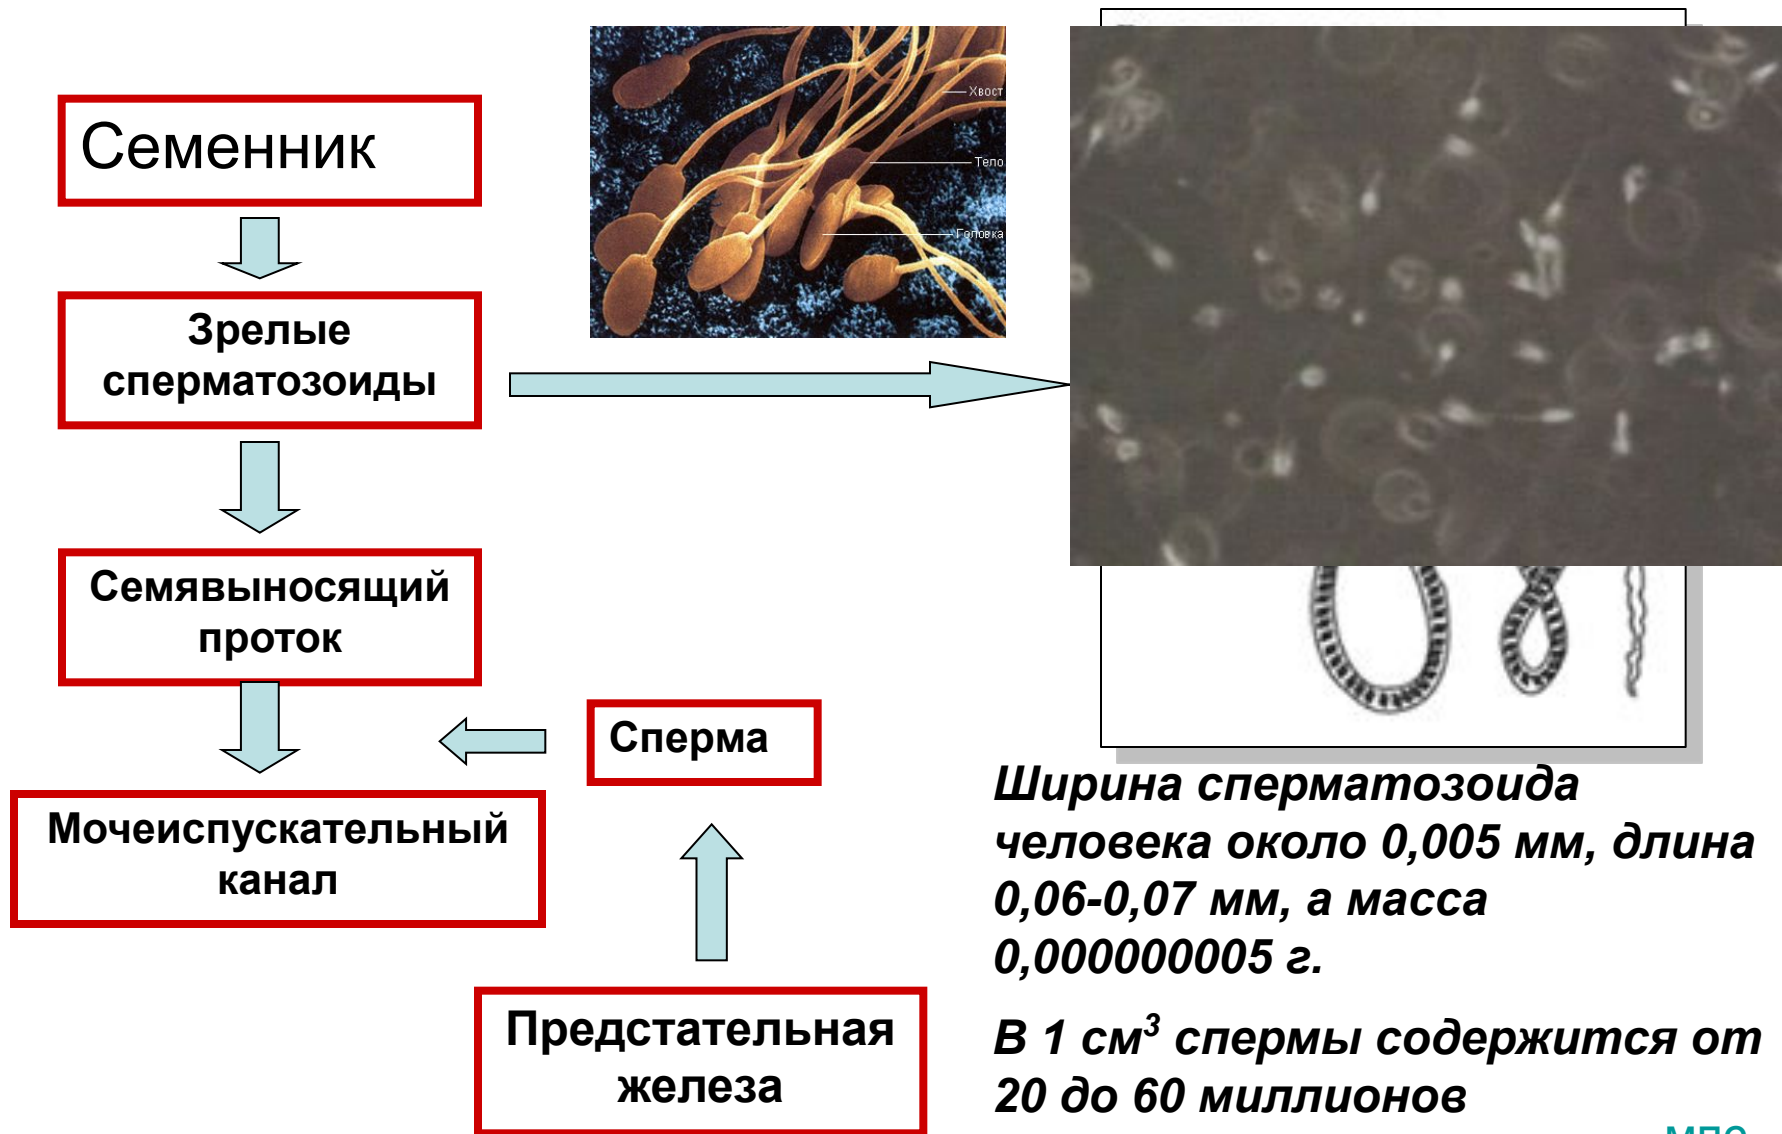 Семенник
Зрелые
сперматозоиды
Семявыносящий
проток
Мочеиспускательный
канал
Сперма
Предстательная
железа
Хвост
Тело
Головка
Ширина сперматозоида
человека около 0,005 мм, длина
0,06-0,07 мм, а масса
0,000000005 г.
В 1 см³ спермы содержится от
20 до 60 миллионов